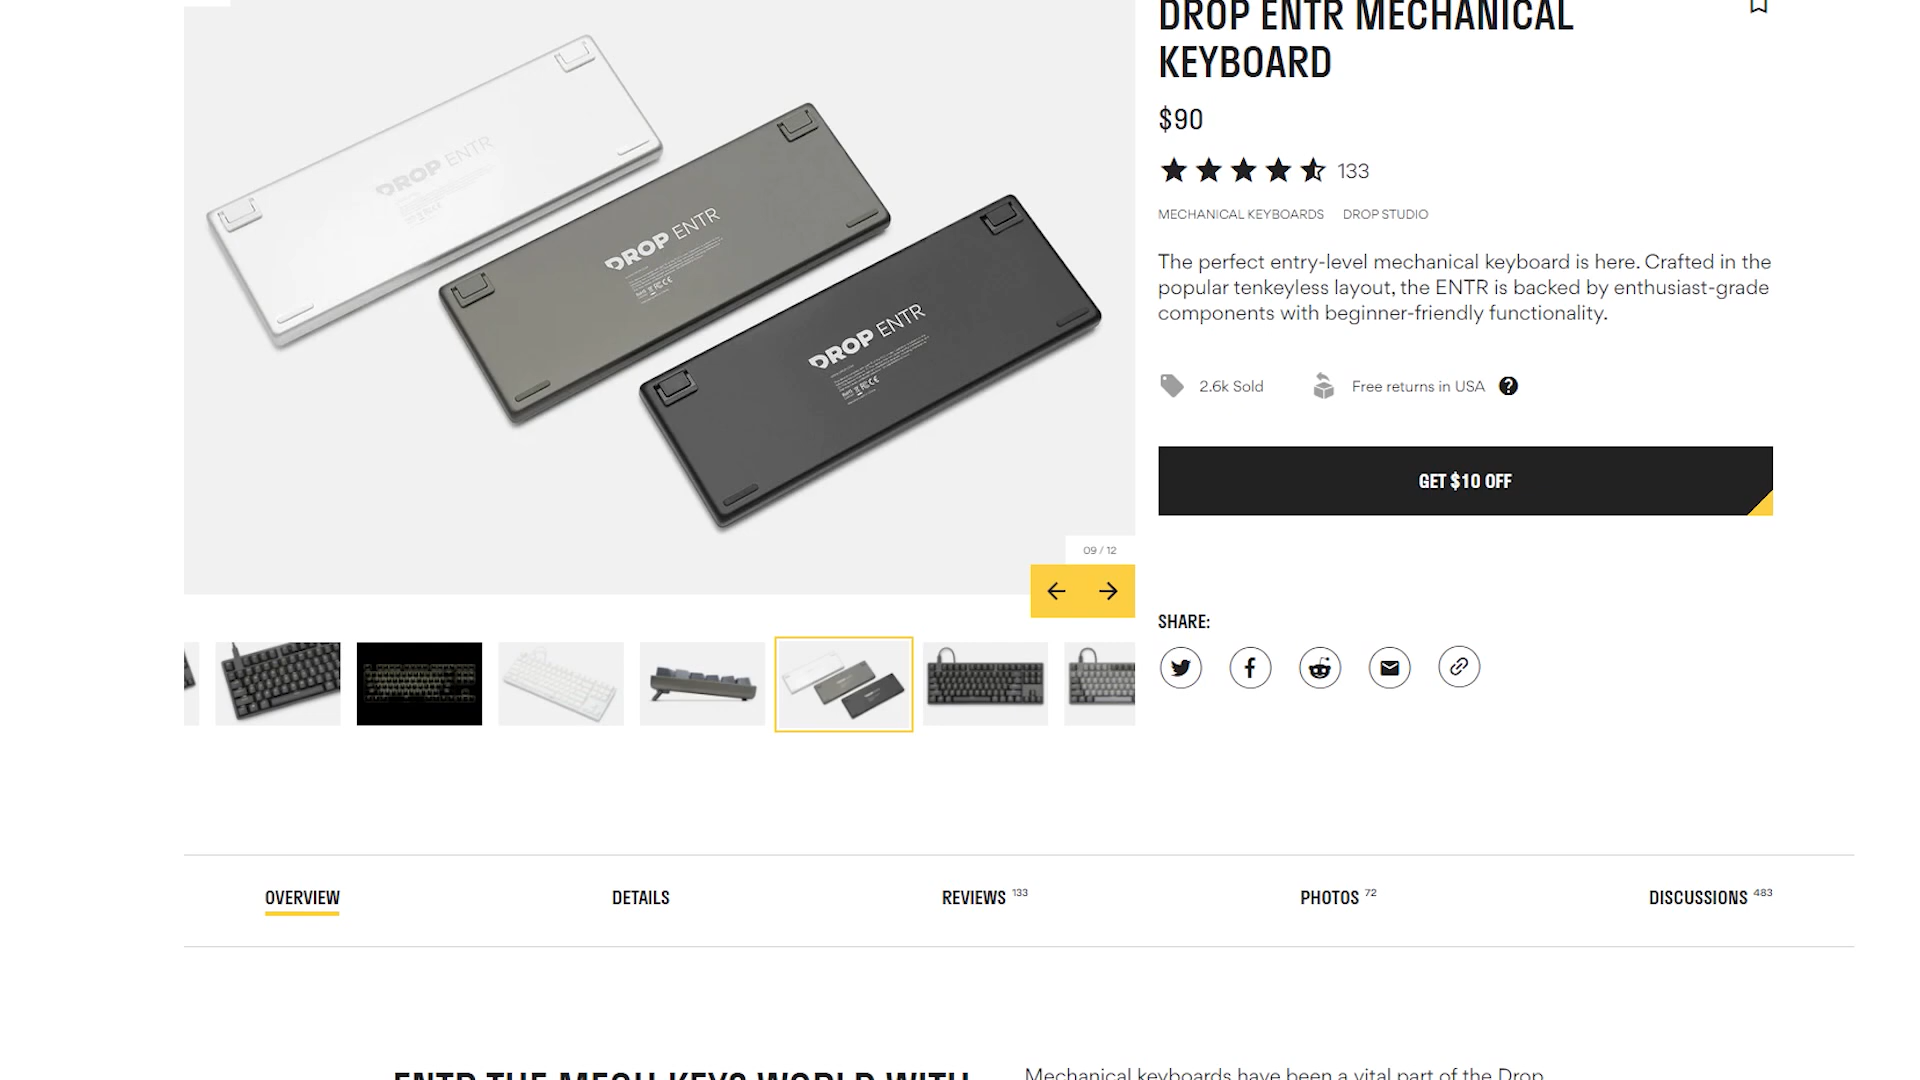 DROP ENTR MECHANICAL
KEYBOARD
$90
133
MECHANICAL KEYBOARDS DROP STUDIO
The perfect entry-level mechanical keyboard is here. Crafted in the
popular tenkeyless layout, the ENTR is backed by enthusiast-grade
components with beginner-friendly functionality.
2.6k Sold Free returns in USA ?
GET $10 OFF
DROP ENTR
DROP ENTR
DROP ENTR
09 / 12
SHARE:
OVERVIEW DETAILS REVIEWS 133 PHOTOS 72 DISCUSSIONS 483
ENTR THE MECH KEYS WORLD WITH
Mechanical keyboards have been a vital part of the Drop